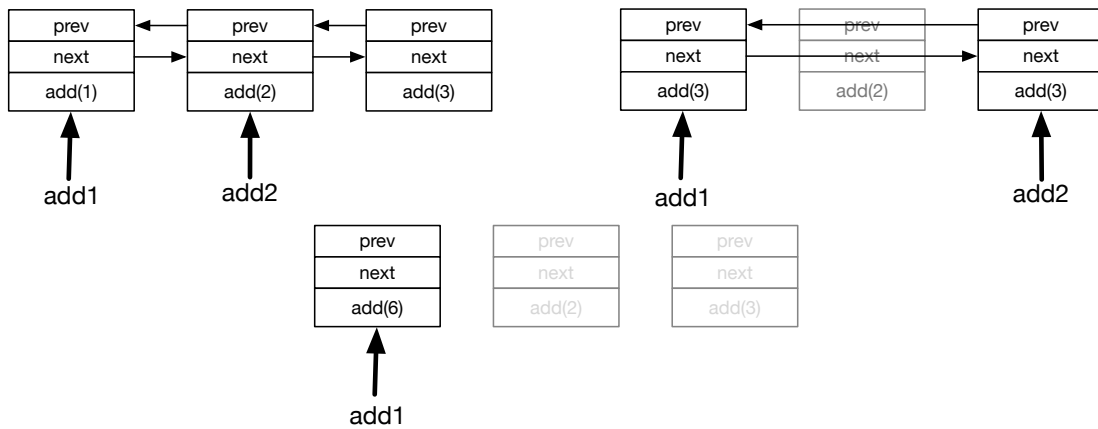 prev prev prev
next next next
add(1) add(2) add(3)
add1 add2
prev prev prev
next next next
add(3) add(2) add(3)
add1 add2
prev prev prev
next next next
add(6) add(2) add(3)
add1